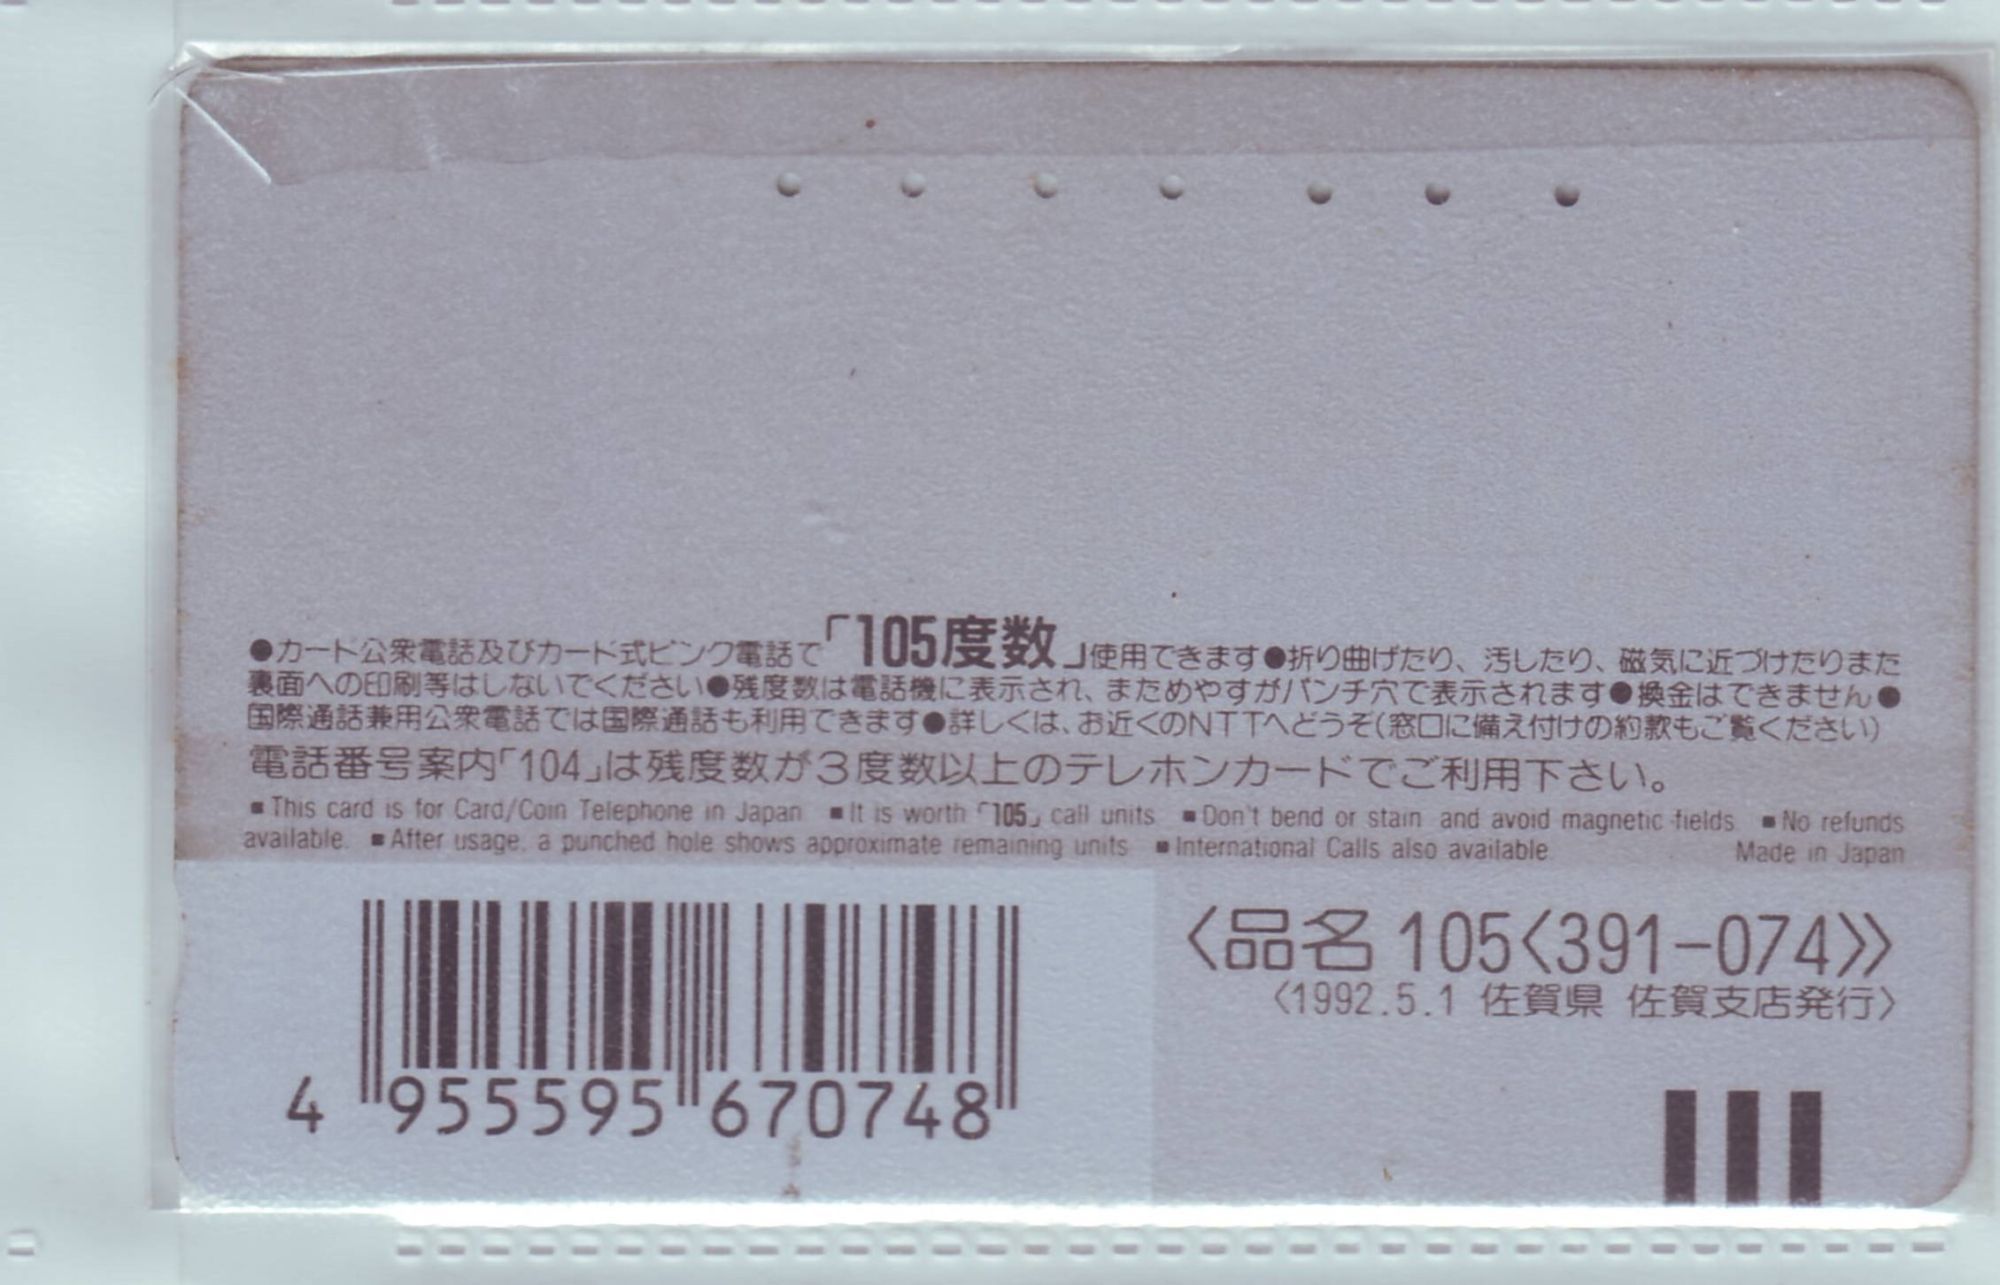 ●カード公衆電話及びカード式ピンク電話で「105度数」使用できます●折り曲げたり、汚したり、磁気に近づけたりまた
裏面への印刷等はしないでください●残度数は電話機に表示され、まためやすがパンチ穴で表示されます●換金はできません●
国際通話兼用公衆電話では国際通話も利用できます●詳しくは、お近くのNTTへどうぞ(窓口に備え付けの約款もご覧ください)
電話番号案内「104」は残度数が3度数以上のテレホンカードでご利用下さい。
■This card is for Card/Coin Telephone in Japan ■It is worth「105」call units ■Don't bend or stain and avoid magnetic fields ■No refunds
available. ■After usage, a punched hole shows approximate remaining units ■International Calls also available.
Made in Japan
〈品名 105〈391-074〉〉
〈1992.5.1 佐賀県 佐賀支店発行〉
4 955595 670748